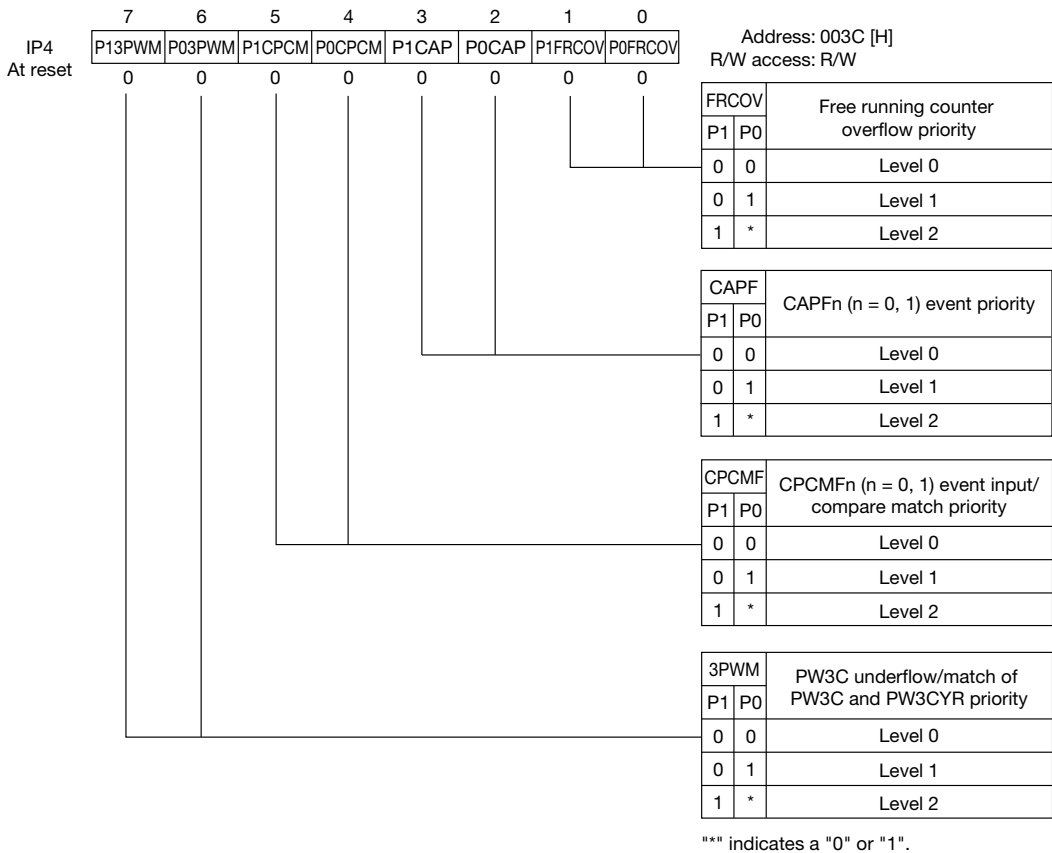 7 6 5 4 3 2 1 0
IP4 P13PWM P03PWM P1CPCM P0CPCM P1CAP P0CAP P1FRCOV P0FRCOV
At reset 0 0 0 0 0 0 0 0
Address: 003C [H]
R/W access: R/W
FRCOV Free running counter
P1 P0 overflow priority
0 0 Level 0
0 1 Level 1
1 * Level 2
CAPF CAPFn (n = 0, 1) event priority
P1 P0
0 0 Level 0
0 1 Level 1
1 * Level 2
CPCMF CPCMFn (n = 0, 1) event input/
P1 P0 compare match priority
0 0 Level 0
0 1 Level 1
1 * Level 2
3PWM PW3C underflow/match of
P1 P0 PW3C and PW3CYR priority
0 0 Level 0
0 1 Level 1
1 * Level 2
"*" indicates a "0" or "1".